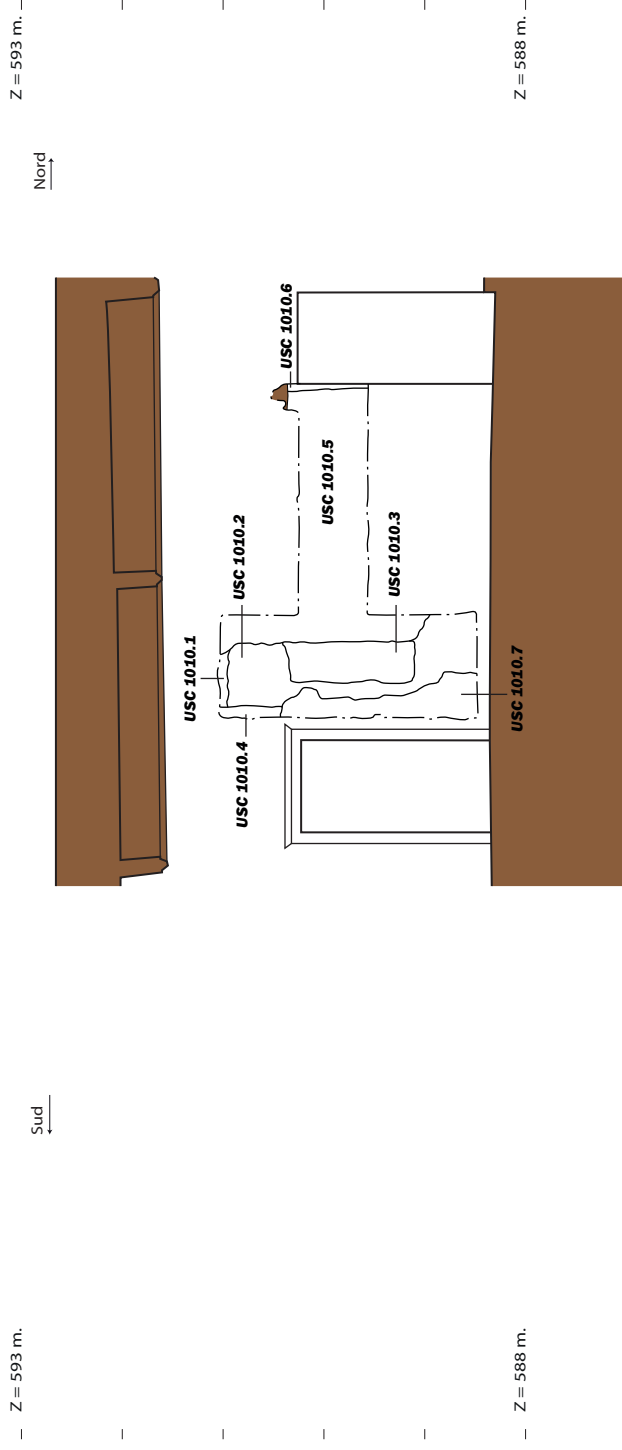 Z = 593 m.
Z = 593 m.
Sud
Nord
USC 1010.1
USC 1010.4
USC 1010.2
USC 1010.6
USC 1010.5
USC 1010.3
USC 1010.7
Z = 588 m.
Z = 588 m.